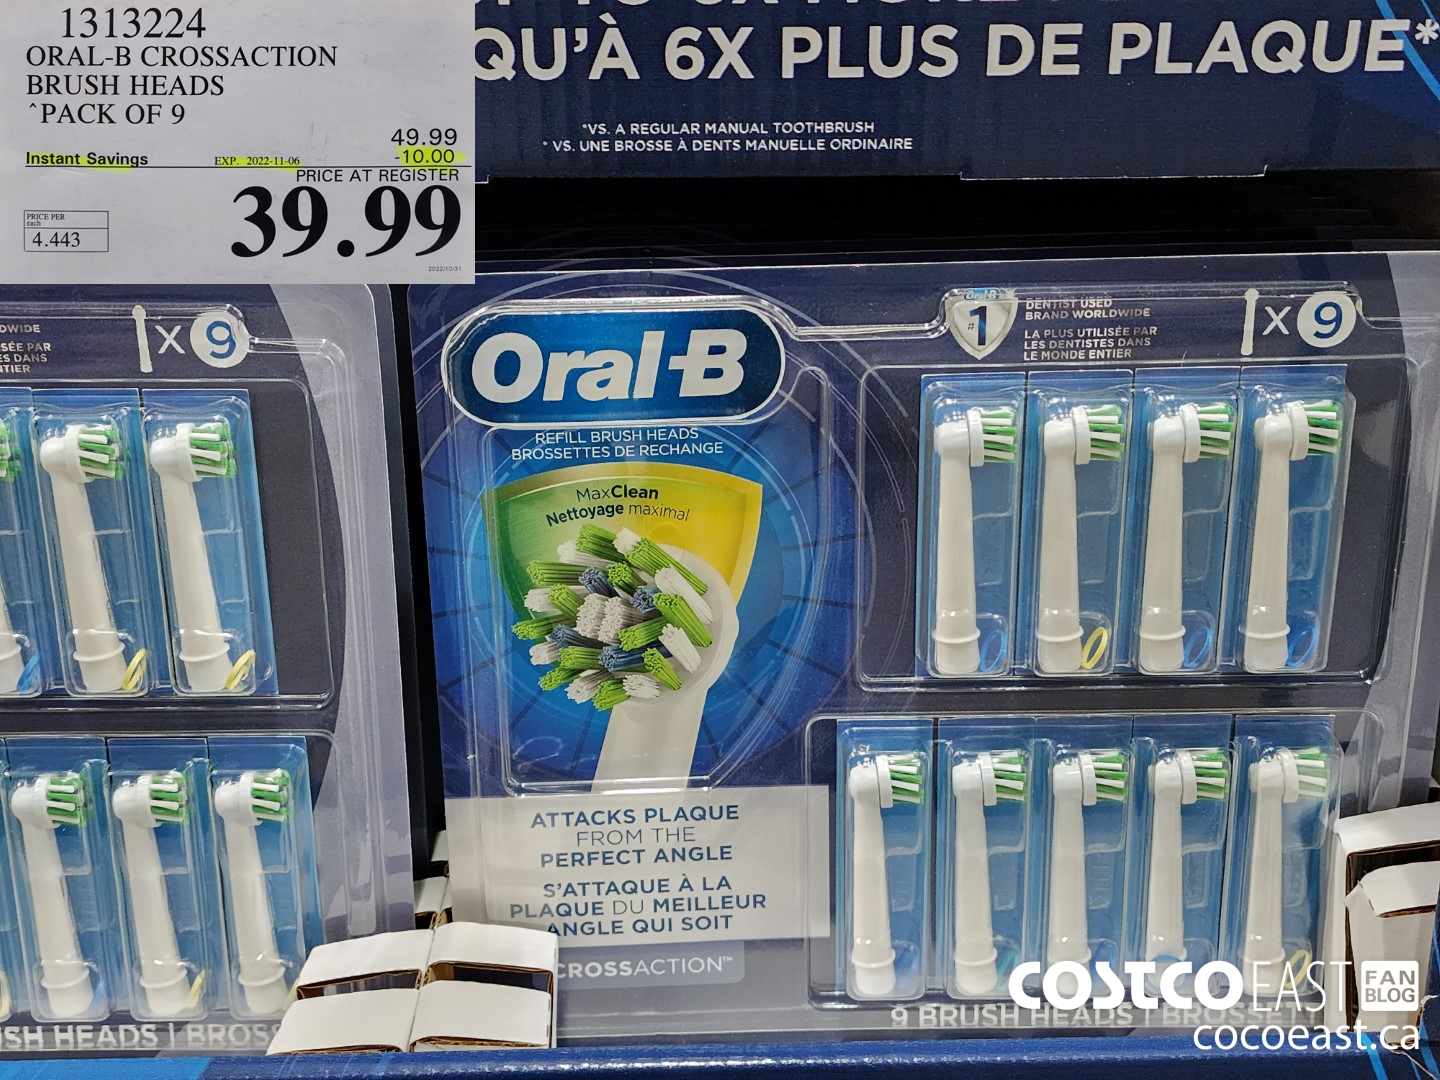 1313224
ORAL-B CROSSACTION
BRUSH HEADS
^PACK OF 9
49.99
Instant Savings EXP. 2022-11-06 -10.00
PRICE AT REGISTER
39.99
PRICE PER
each
4.443
2022/10/31
QU'À 6X PLUS DE PLAQUE*
*VS. A REGULAR MANUAL TOOTHBRUSH
* VS. UNE BROSSE À DENTS MANUELLE ORDINAIRE
X 9
Oral-B
REFILL BRUSH HEADS
BROSSETTES DE RECHANGE
MaxClean
Nettoyage maximal
ATTACKS PLAQUE
FROM THE
PERFECT ANGLE
S'ATTAQUE À LA
PLAQUE DU MEILLEUR
ANGLE QUI SOIT
CROSSACTION™
Oral-B
#1
DENTIST USED
BRAND WORLDWIDE
LA PLUS UTILISÉE PAR
LES DENTISTES DANS
LE MONDE ENTIER
X 9
9 BRUSH HEADS |
HEADS | BROSS
COSTCO EAST FAN BLOG
cocoeast.ca